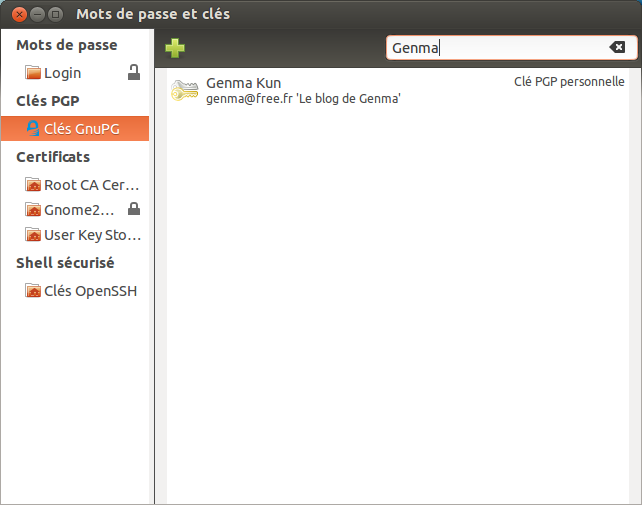 Mots de passe et clés
Mots de passe
Login
Clés PGP
Clés GnuPG
Certificats
Root CA Cer…
Gnome2…
User Key Sto…
Shell sécurisé
Clés OpenSSH
Genma
Genma Kun
Clé PGP personnelle
genma@free.fr 'Le blog de Genma'